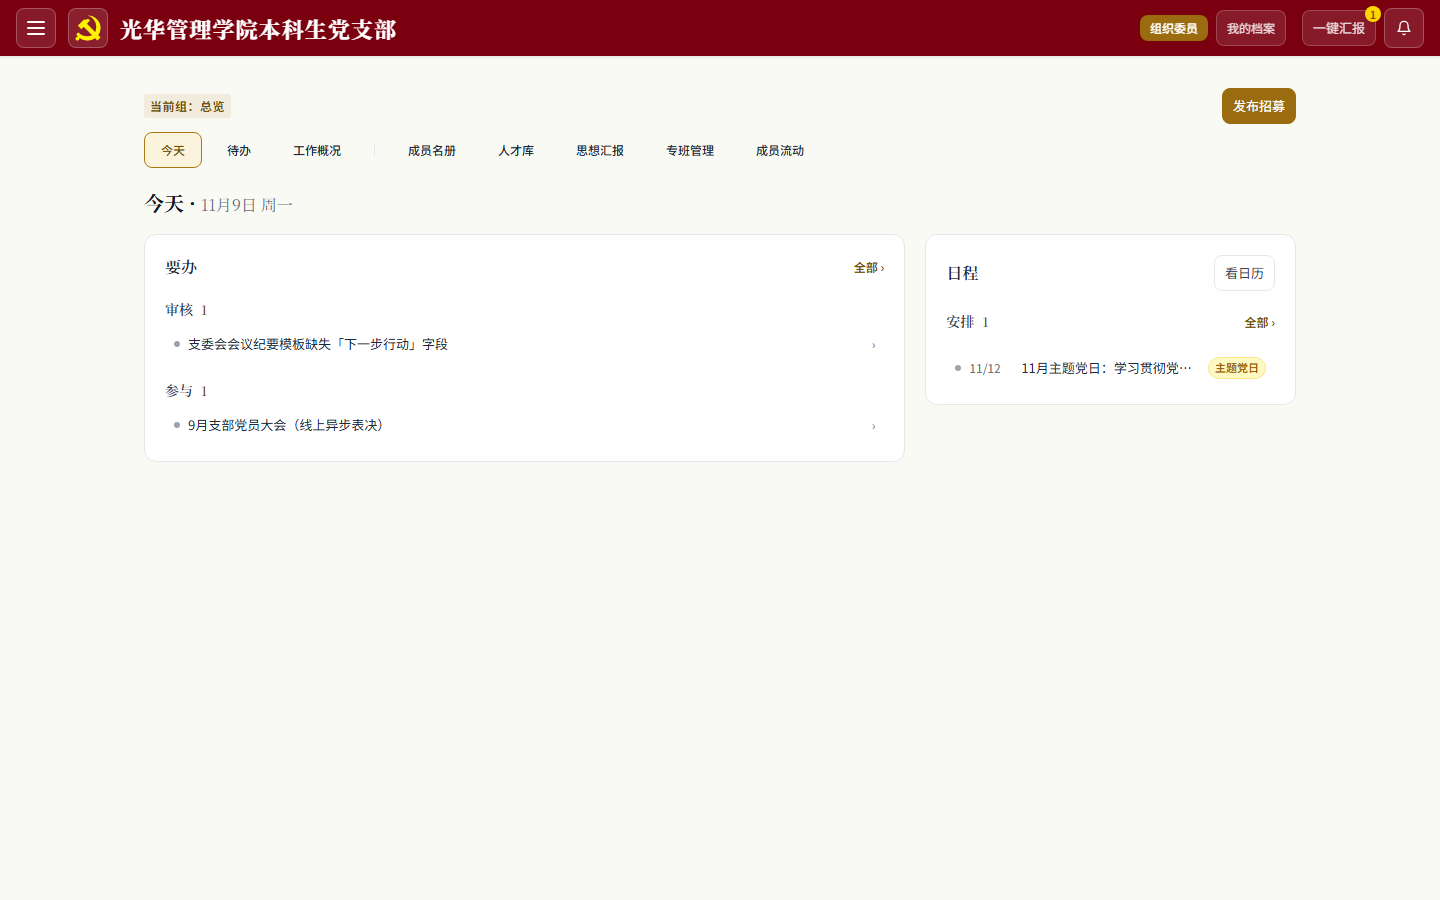 光华管理学院本科生党支部
组织委员
我的档案
一键汇报
1
当前组：总览
发布招募
今天
待办
工作概况
成员名册
人才库
思想汇报
专班管理
成员流动
今天 · 11月9日 周一
要办
全部 ›
审核 1
支委会会议纪要模板缺失「下一步行动」字段 ›
参与 1
9月支部党员大会（线上异步表决） ›
日程
看日历
安排 1
全部 ›
11/12 11月主题党日：学习贯彻党… 主题党日